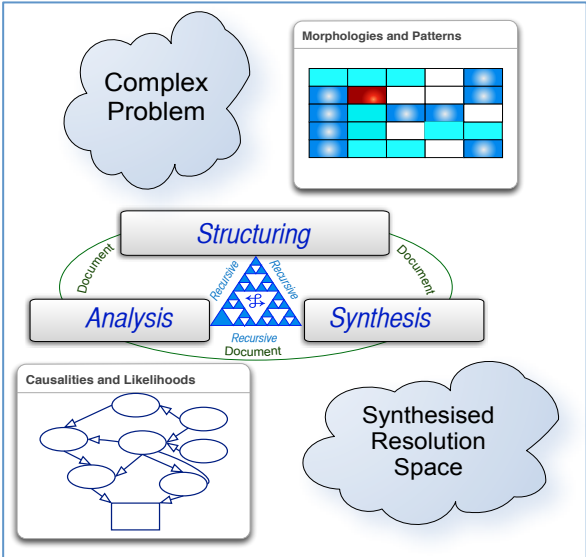 Complex
Problem
Morphologies and Patterns
Structuring
Document
Document
Recursive
Recursive
Analysis
Synthesis
Recursive
Document
Causalities and Likelihoods
Synthesised
Resolution
Space